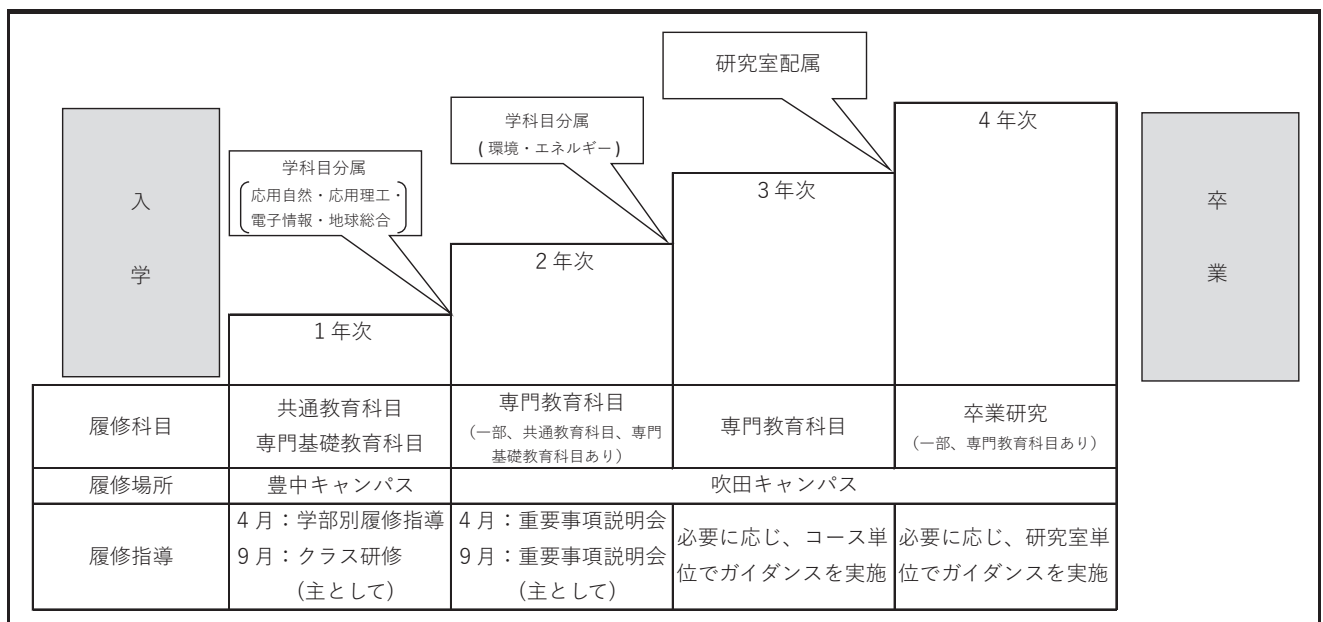 研究室配属
4年次
学科目分属
(環境・エネルギー)
3年次
学科目分属
応用自然・応用理工・
電子情報・地球総合
2年次
1年次
入
学
卒
業
履修科目
共通教育科目
専門基礎教育科目
専門教育科目
(一部、共通教育科目、専門
基礎教育科目あり)
専門教育科目
卒業研究
(一部、専門教育科目あり)
履修場所
豊中キャンパス
吹田キャンパス
履修指導
4月:学部別履修指導
9月:クラス研修
(主として)
4月:重要事項説明会
9月:重要事項説明会
(主として)
必要に応じ、コース単
位でガイダンスを実施
必要に応じ、研究室単
位でガイダンスを実施